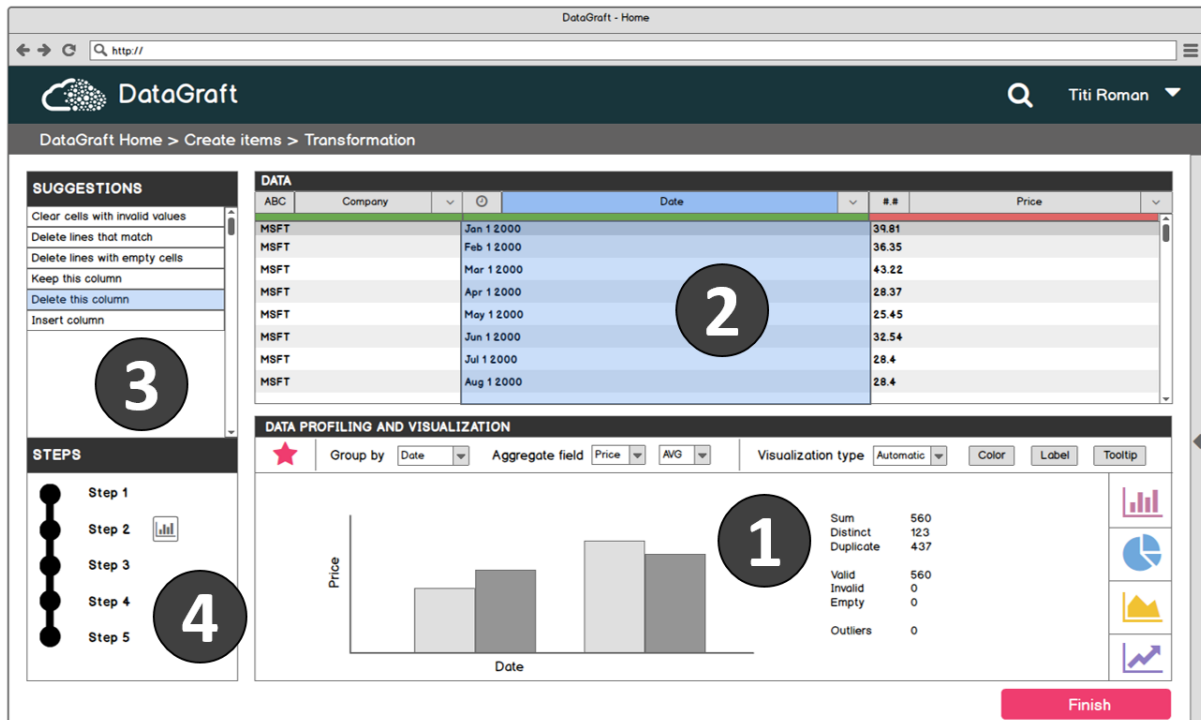 DataGraft - Home
http://
DataGraft
Titi Roman
DataGraft Home > Create items > Transformation
SUGGESTIONS
Clear cells with invalid values
Delete lines that match
Delete lines with empty cells
Keep this column
Delete this column
Insert column
3
DATA
ABC Company Date #.# Price
MSFT Jan 1 2000 39.81
MSFT Feb 1 2000 36.35
MSFT Mar 1 2000 43.22
MSFT Apr 1 2000 28.37
MSFT May 1 2000 25.45
MSFT Jun 1 2000 32.54
MSFT Jul 1 2000 28.4
MSFT Aug 1 2000 28.4
2
STEPS
Step 1
Step 2
Step 3
Step 4
Step 5
4
DATA PROFILING AND VISUALIZATION
Group by Date Aggregate field Price AVG Visualization type Automatic Color Label Tooltip
Price
Date
1
Sum 560
Distinct 123
Duplicate 437
Valid 560
Invalid 0
Empty 0
Outliers 0
Finish